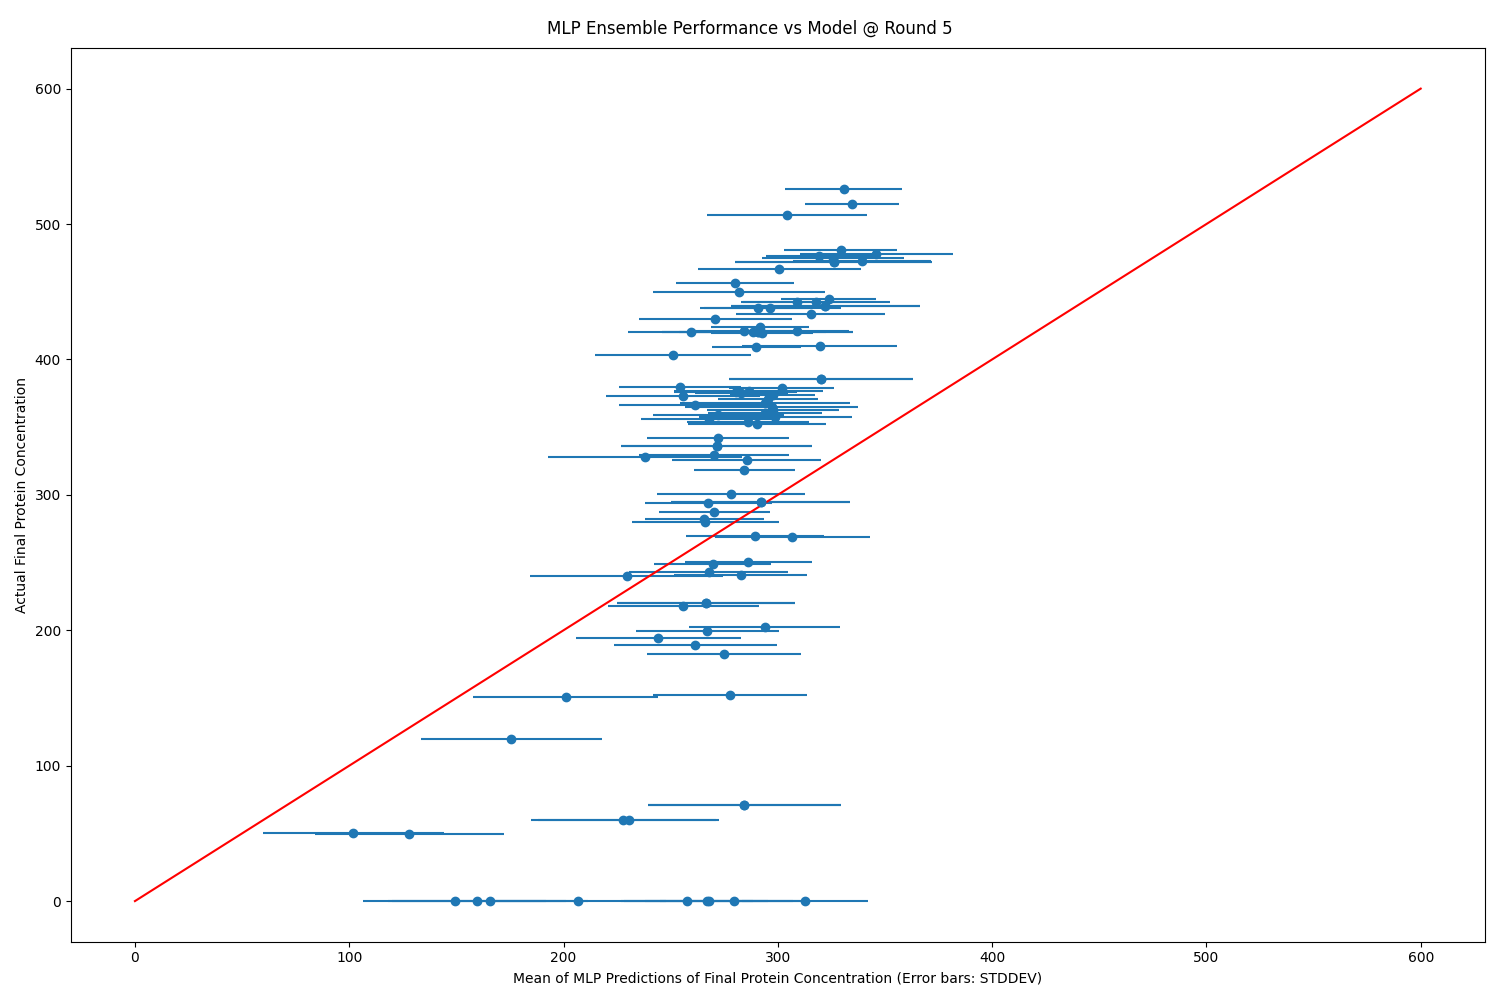 MLP Ensemble Performance vs Model @ Round 5
600
500
400
300
200
100
0
Actual Final Protein Concentration
0 100 200 300 400 500 600
Mean of MLP Predictions of Final Protein Concentration (Error bars: STDDEV)